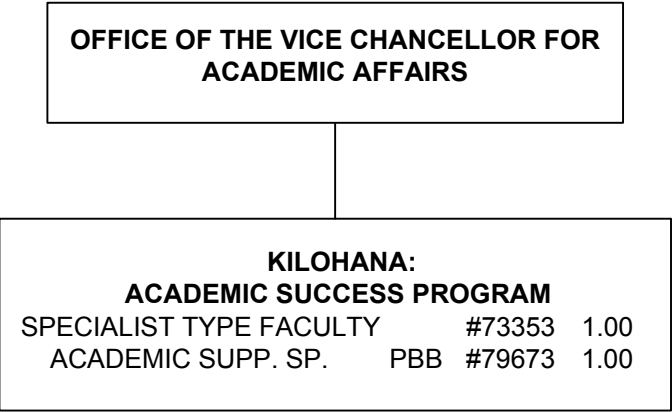 OFFICE OF THE VICE CHANCELLOR FOR
ACADEMIC AFFAIRS
KILOHANA:
ACADEMIC SUCCESS PROGRAM
SPECIALIST TYPE FACULTY #73353 1.00
ACADEMIC SUPP. SP. PBB #79673 1.00